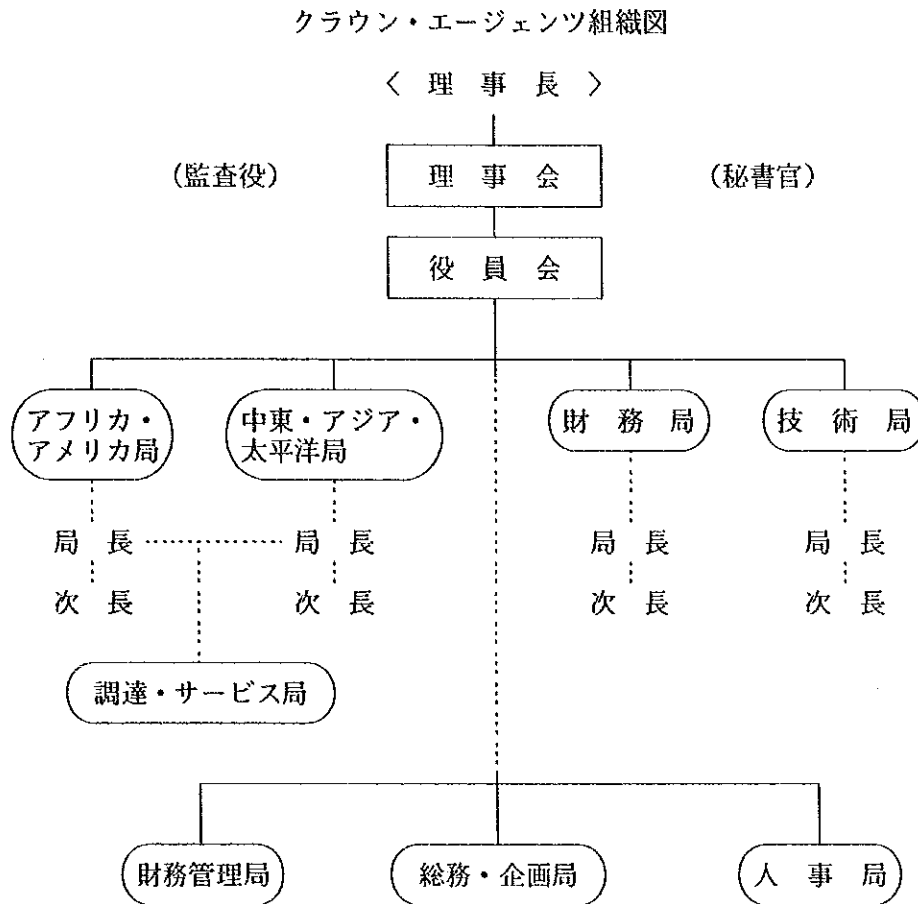 クラウン・エージェンツ組織図
〈 理 事 長 〉
(監査役)
理 事 会
(秘書官)
役 員 会
アフリカ・
アメリカ局
中東・アジア・
太平洋局
財 務 局
技 術 局
局 長
局 長
局 長
局 長
次 長
次 長
次 長
次 長
調達・サービス局
財務管理局
総務・企画局
人 事 局